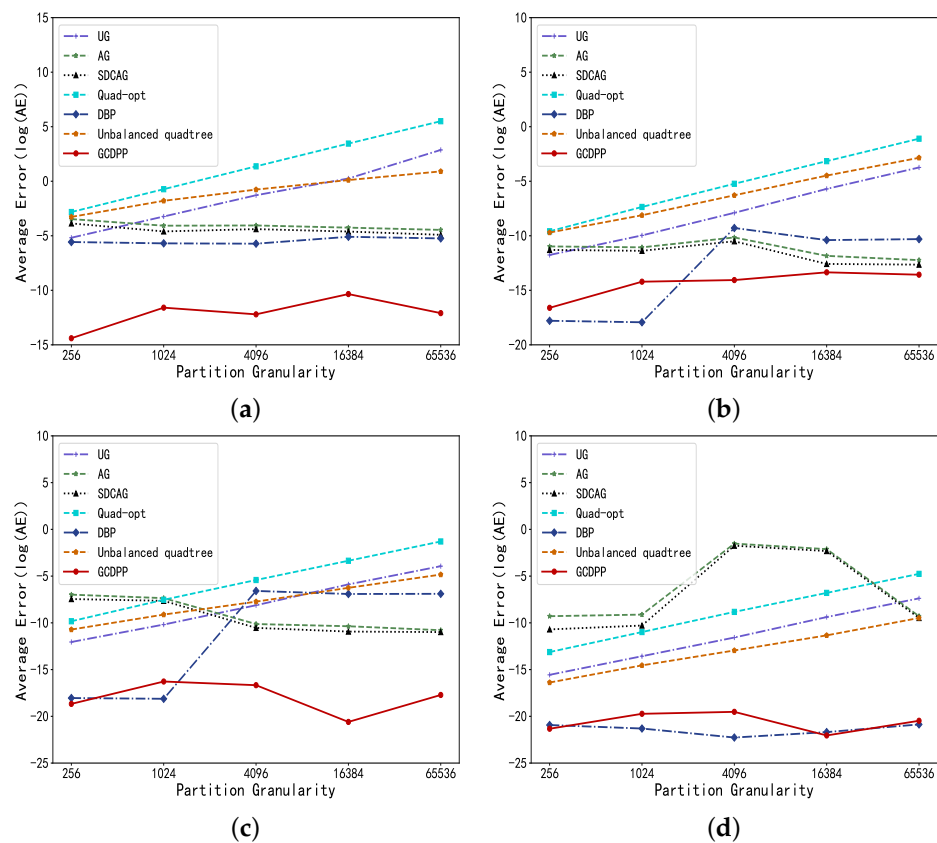 15
10
5
0
−5
−10
−15
Average Error(log(AE))
UG
AG
SDCAG
Quad-opt
DBP
Unbalanced quadtree
GCDPP
256 1024 4096 16384 65536
Partition Granularity
(a)
10
5
0
−5
−10
−15
−20
Average Error(log(AE))
UG
AG
SDCAG
Quad-opt
DBP
Unbalanced quadtree
GCDPP
256 1024 4096 16384 65536
Partition Granularity
(b)
10
5
0
−5
−10
−15
−20
−25
Average Error(log(AE))
UG
AG
SDCAG
Quad-opt
DBP
Unbalanced quadtree
GCDPP
256 1024 4096 16384 65536
Partition Granularity
(c)
10
5
0
−5
−10
−15
−20
−25
Average Error(log(AE))
UG
AG
SDCAG
Quad-opt
DBP
Unbalanced quadtree
GCDPP
256 1024 4096 16384 65536
Partition Granularity
(d)